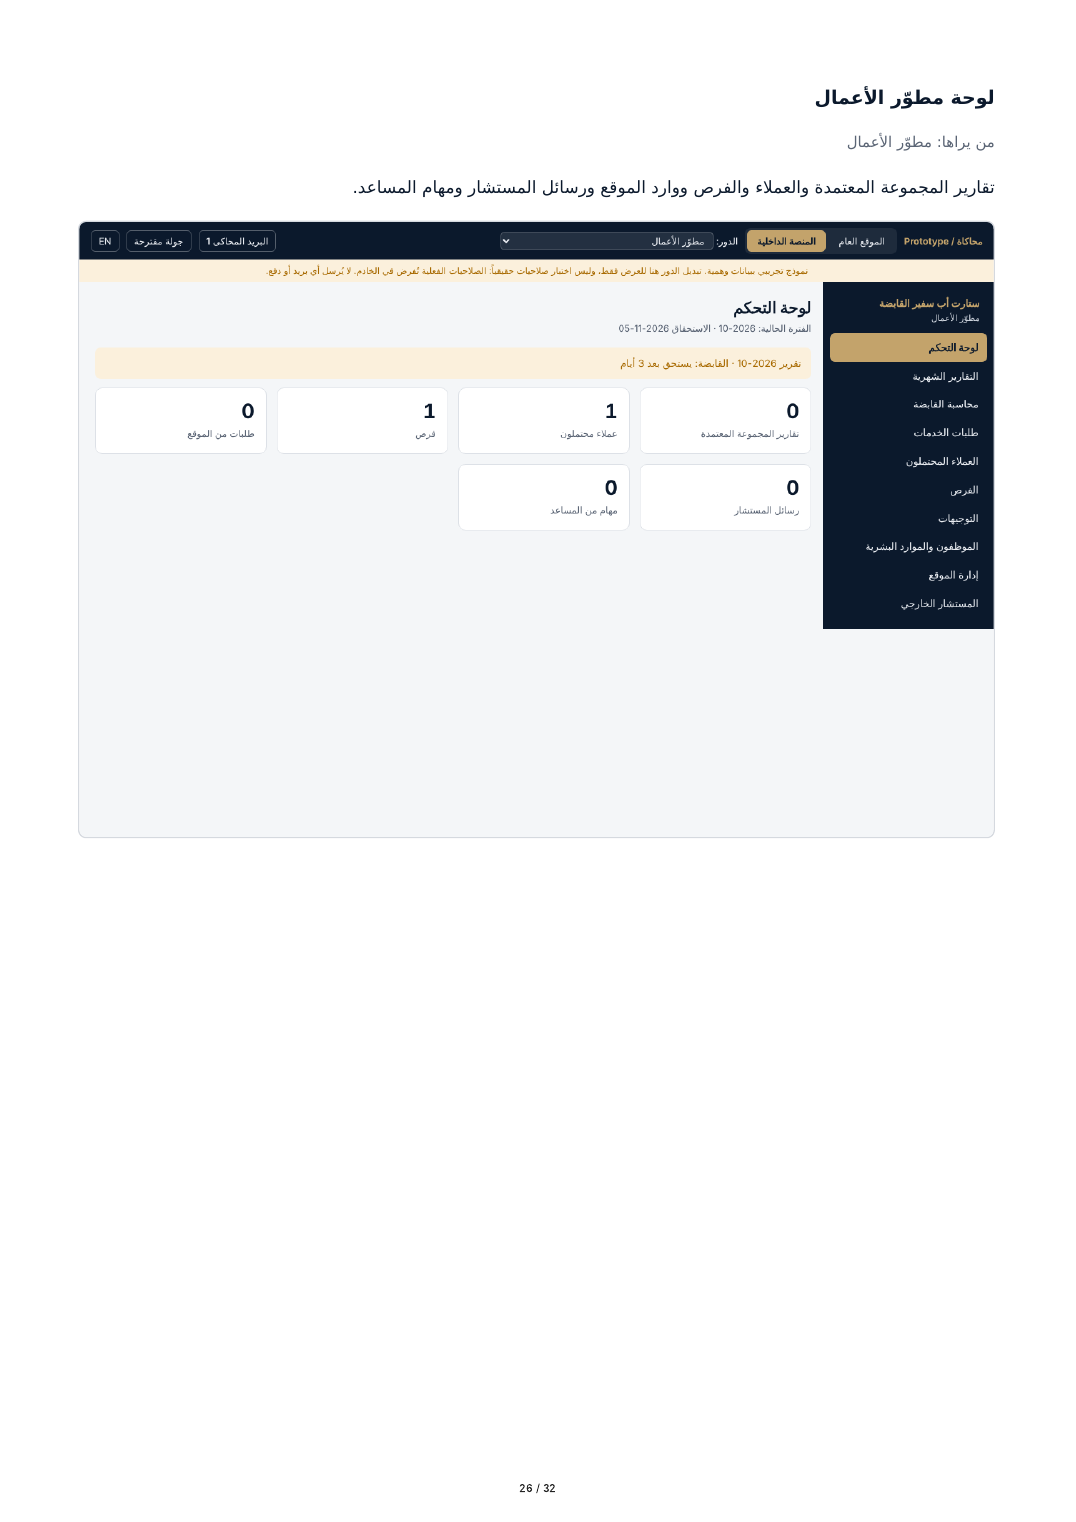 لوحة مطوّر الأعمال
من يراها: مطوّر الأعمال
تقارير المجموعة المعتمدة والعملاء والفرص ووارد الموقع ورسائل المستشار ومهام المساعد.
محاكاة / Prototype
الموقع العام
المنصة الداخلية
الدور:
مطوّر الأعمال
البريد المحاكى 1
جولة مقترحة
EN
نموذج تجريبي ببيانات وهمية. تبديل الدور هنا للعرض فقط، وليس اختبار صلاحيات حقيقياً: الصلاحيات الفعلية تُفرض في الخادم. لا يُرسل أي بريد أو دفع.
ستارت أب سفير القابضة
مطوّر الأعمال
لوحة التحكم
التقارير الشهرية
محاسبة القابضة
طلبات الخدمات
العملاء المحتملون
الفرص
التوجيهات
الموظفون والموارد البشرية
إدارة الموقع
المستشار الخارجي
لوحة التحكم
الفترة الحالية: 2026-10 · الاستحقاق 2026-11-05
تقرير 2026-10 · القابضة: يستحق بعد 3 أيام
0
تقارير المجموعة المعتمدة
1
عملاء محتملون
1
فرص
0
طلبات من الموقع
0
رسائل المستشار
0
مهام من المساعد
26 / 32